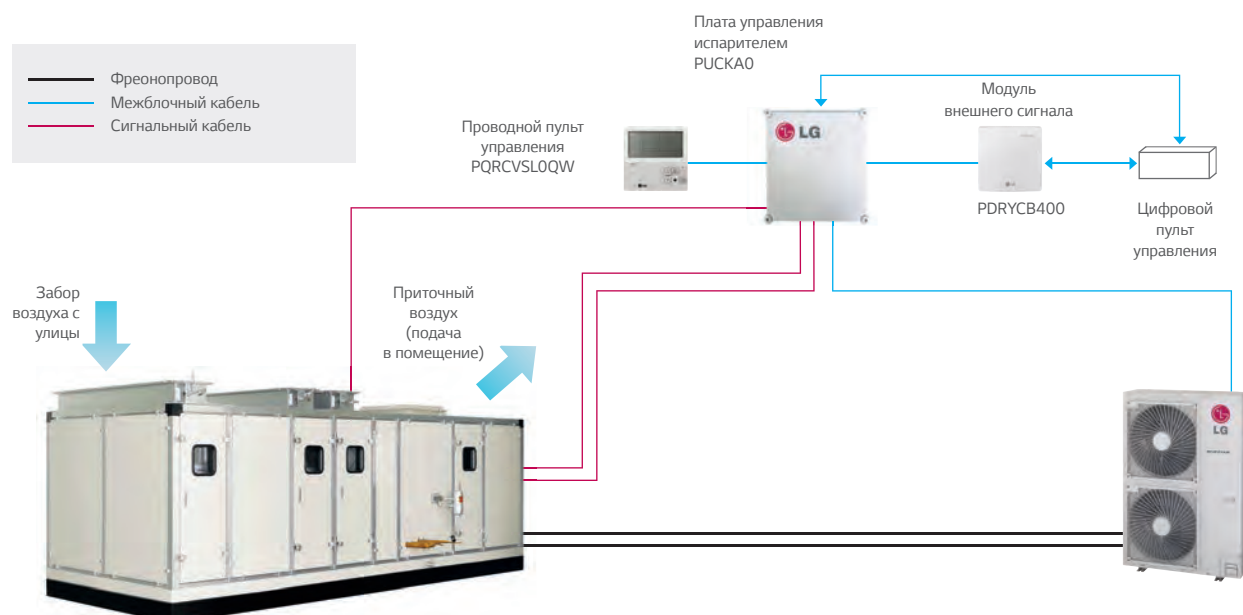 Плата управления
испарителем
PUCKA0
Фреонопровод
Межблочный кабель
Сигнальный кабель
Модуль
внешнего сигнала
Проводной пульт
управления
PQRCVSL0QW
LG
PDRYCB400
Цифровой
пульт
управления
Забор
воздуха с
улицы
Приточный
воздух
(подача
в помещение)
LG